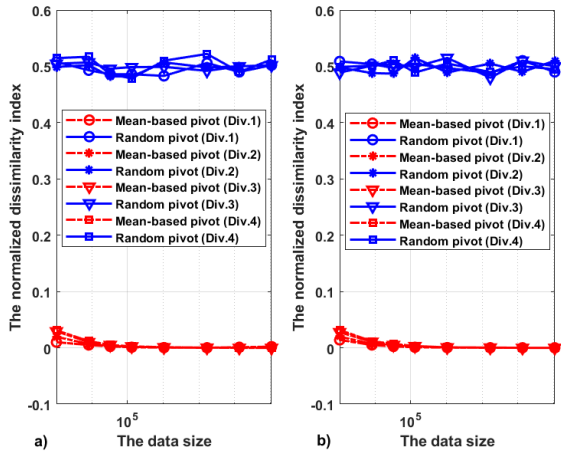 0.6
0.5
0.4
0.3
0.2
0.1
0
-0.1
The normalized dissimilarity index
Mean-based pivot (Div.1)
Random pivot (Div.1)
Mean-based pivot (Div.2)
Random pivot (Div.2)
Mean-based pivot (Div.3)
Random pivot (Div.3)
Mean-based pivot (Div.4)
Random pivot (Div.4)
10^5
The data size
a)
0.6
0.5
0.4
0.3
0.2
0.1
0
-0.1
The normalized dissimilarity index
Mean-based pivot (Div.1)
Random pivot (Div.1)
Mean-based pivot (Div.2)
Random pivot (Div.2)
Mean-based pivot (Div.3)
Random pivot (Div.3)
Mean-based pivot (Div.4)
Random pivot (Div.4)
10^5
The data size
b)